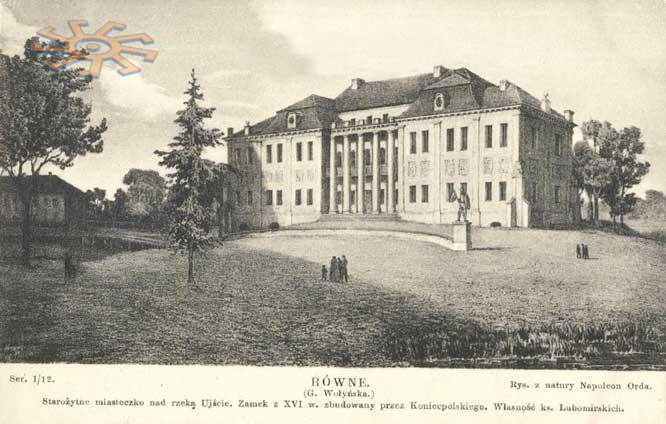 Ser. I/12.
RÓWNE.
(G. Wołyńska.)
Rys. z natury Napoleon Orda.
Starożytne miasteczko nad rzeką Ujście. Zamek z XVI w. zbudowany przez Koniecpolskiego. Własność ks. Lubomirskich.